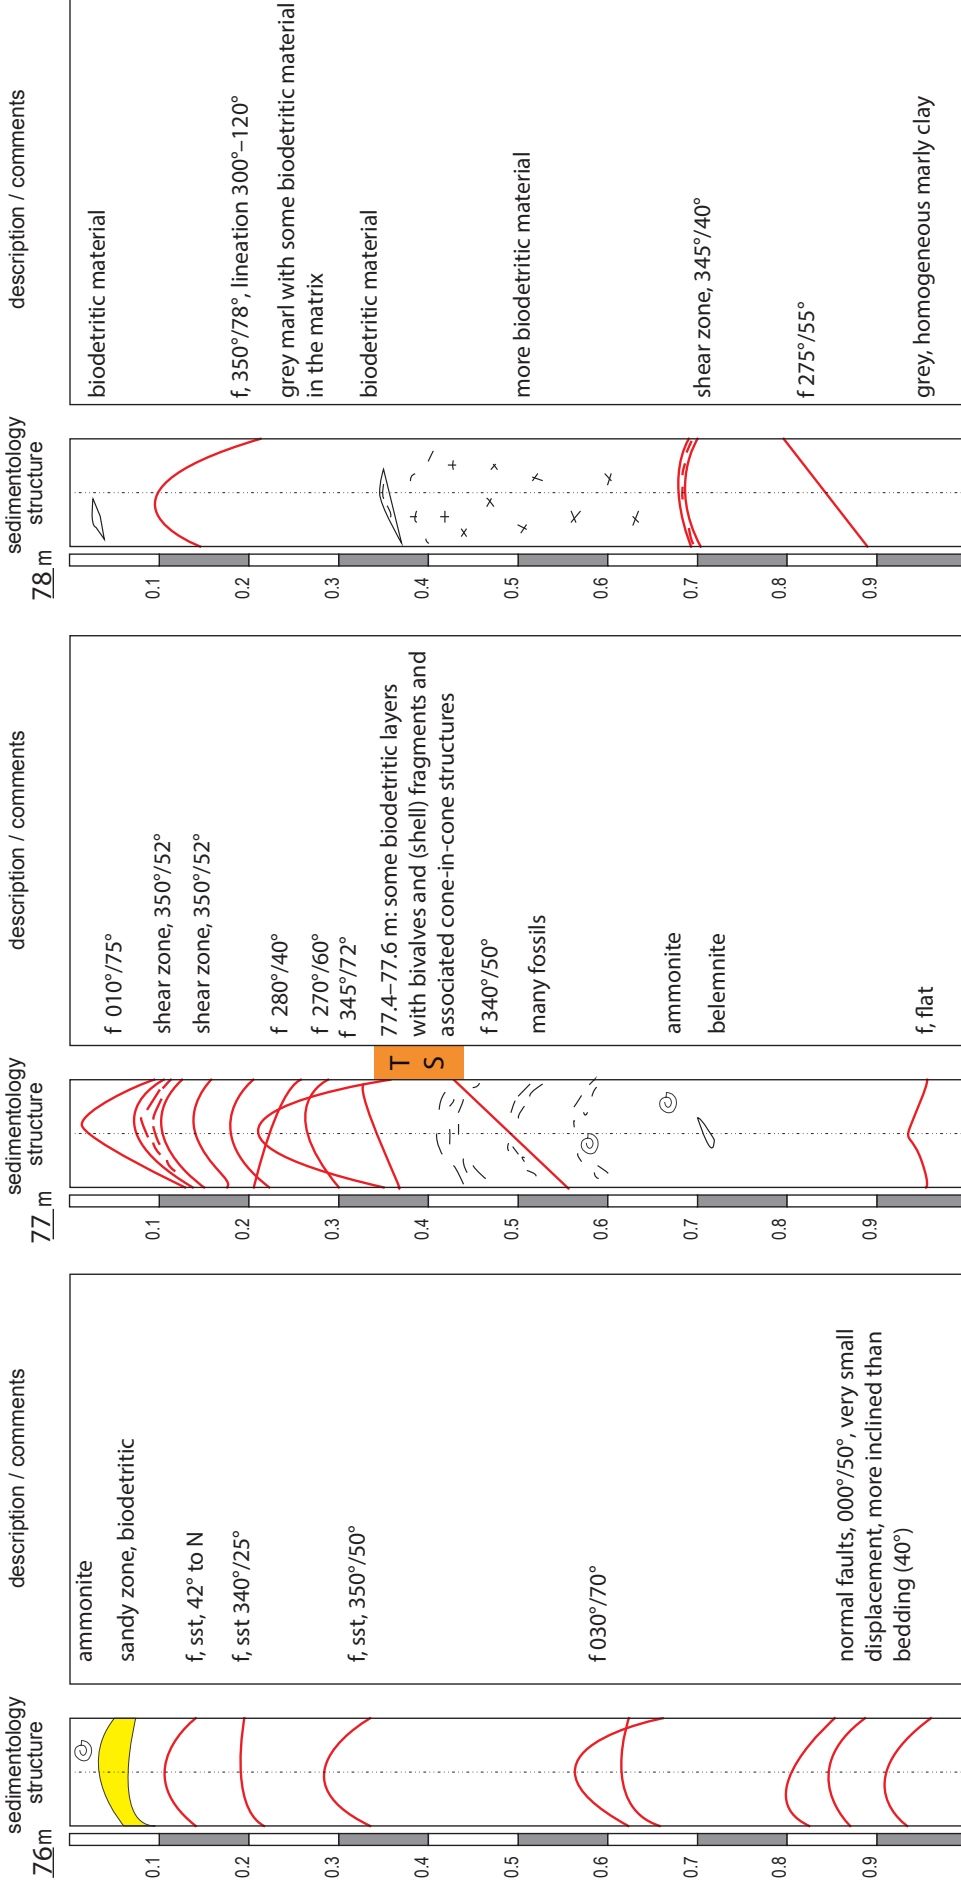 76 m
sedimentology
structure
description / comments
0.1
0.2
0.3
0.4
0.5
0.6
0.7
0.8
0.9
ammonite
sandy zone, biodetritic
f, sst, 42° to N
f, sst 340°/25°
f, sst, 350°/50°
f 030°/70°
normal faults, 000°/50°, very small
displacement, more inclined than
bedding (40°)
77 m
sedimentology
structure
description / comments
0.1
0.2
0.3
0.4
0.5
0.6
0.7
0.8
0.9
T
S
f 010°/75°
shear zone, 350°/52°
shear zone, 350°/52°
f 280°/40°
f 270°/60°
f 345°/72°
77.4–77.6 m: some biodetritic layers
with bivalves and (shell) fragments and
associated cone-in-cone structures
f 340°/50°
many fossils
ammonite
belemnite
f, flat
78 m
sedimentology
structure
description / comments
0.1
0.2
0.3
0.4
0.5
0.6
0.7
0.8
0.9
biodetritic material
f, 350°/78°, lineation 300°–120°
grey marl with some biodetritic material
in the matrix
biodetritic material
more biodetritic material
shear zone, 345°/40°
f 275°/55°
grey, homogeneous marly clay